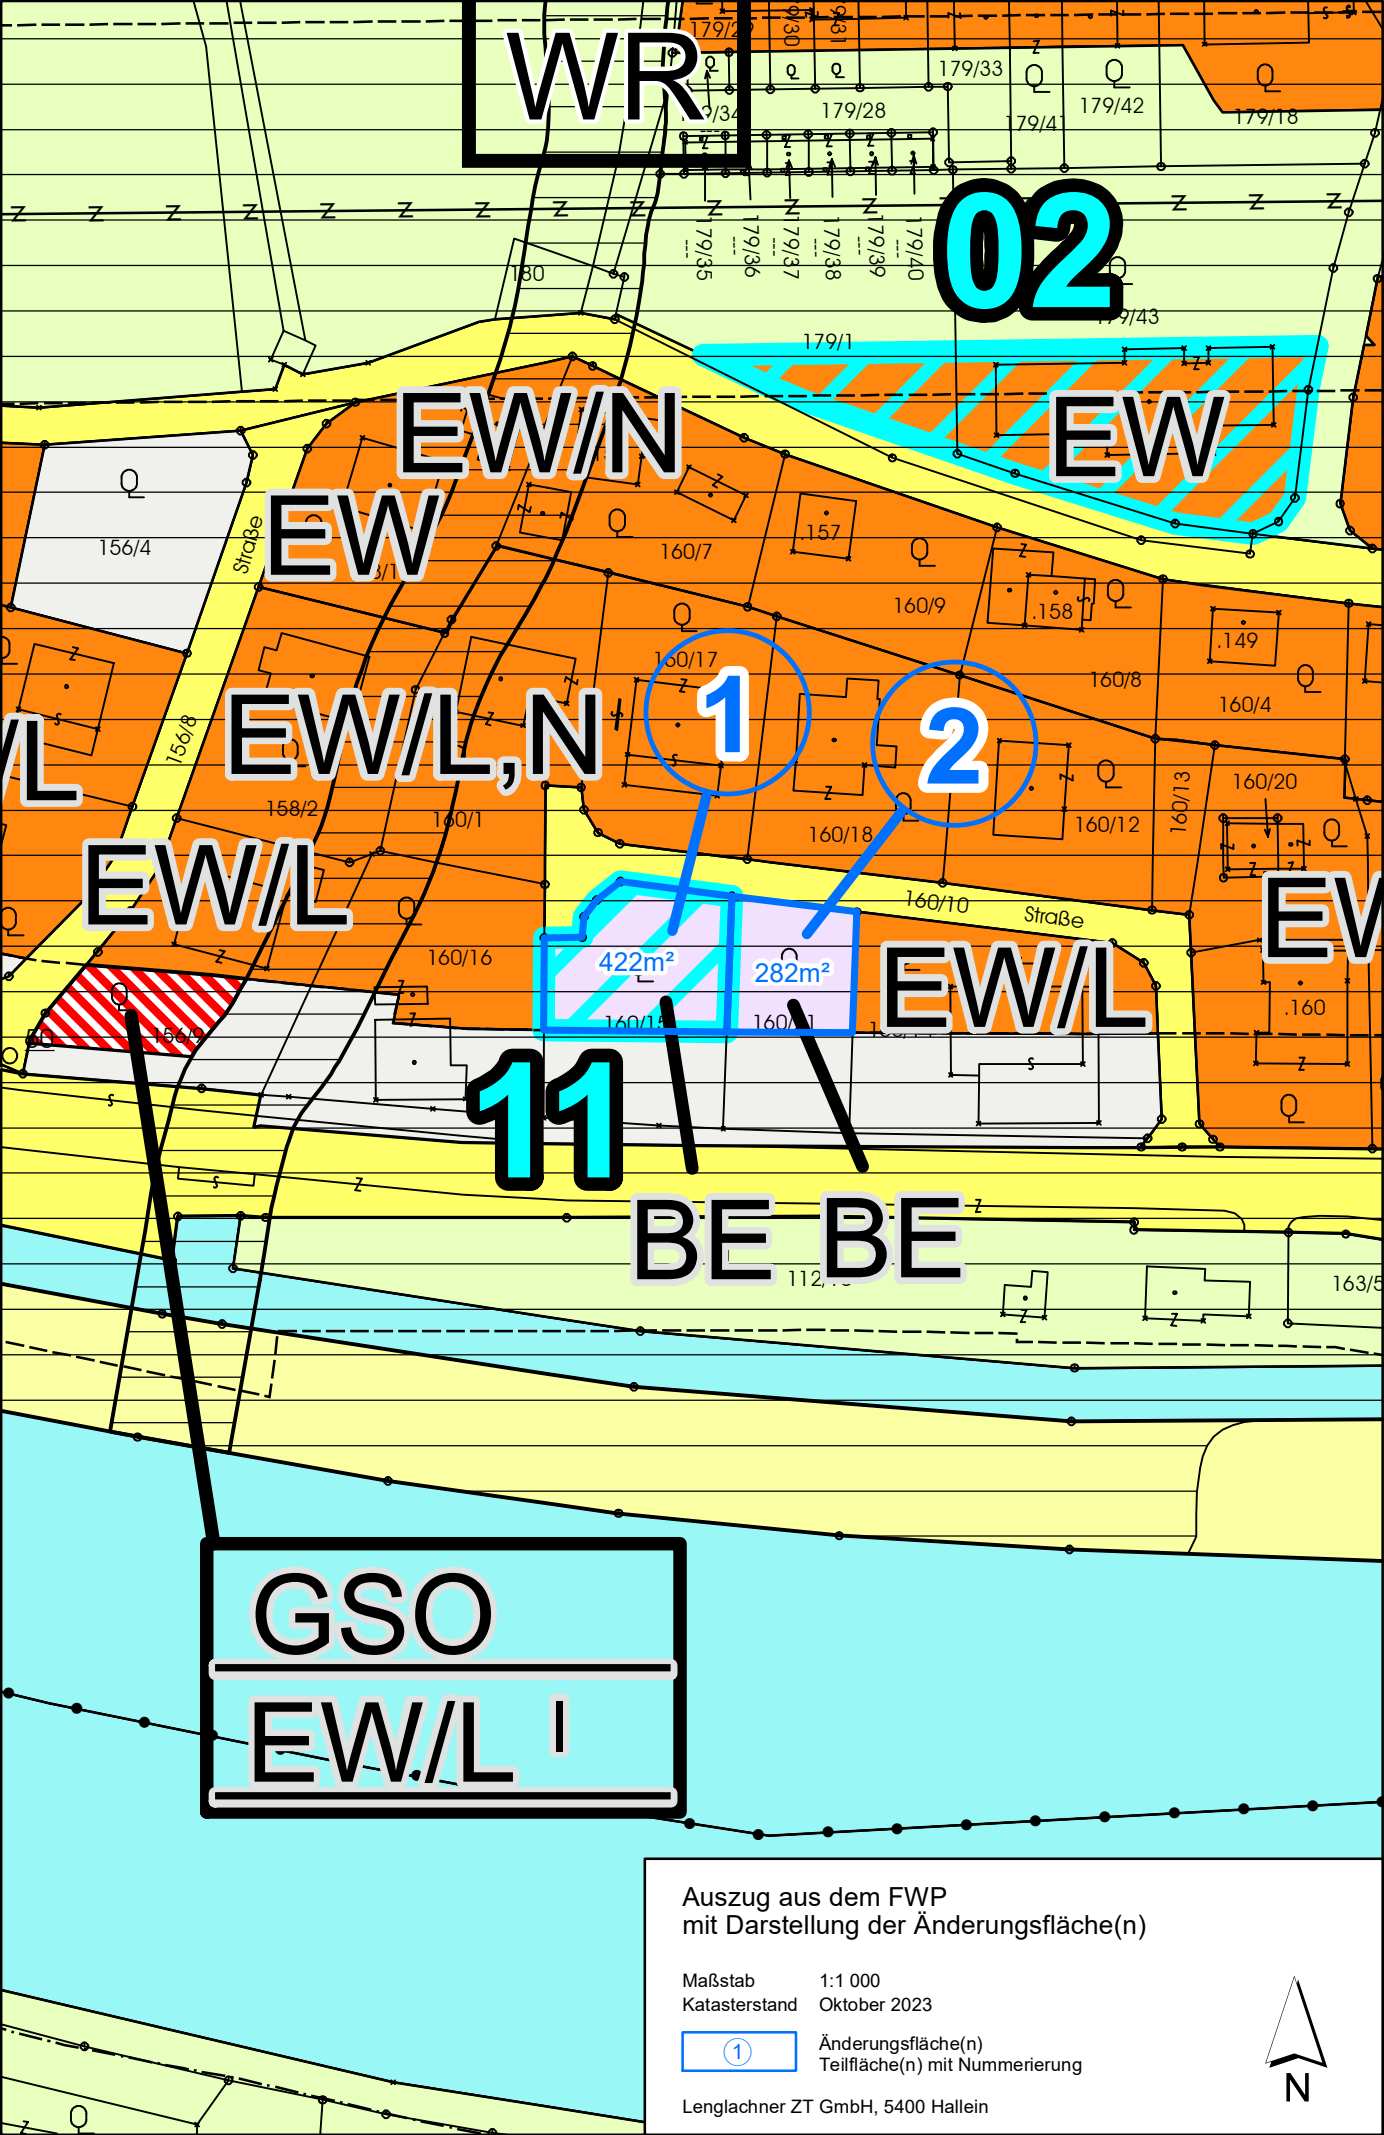 WR
179/33
179/28
179/42
179/41
179/18
179/35
179/36
179/37
179/38
179/39
179/40
02
180
179/1
179/43
EW/N
EW
EW
156/4
Straße
160/7
.157
160/9
.158
.149
160/17
160/8
160/4
1
2
156/8
EW/L,N
/L
158/2
160/1
160/18
160/12
160/13
160/20
EW/L
160/10
Straße
EW
160/16
422m²
282m²
EW/L
.160
156/9
160/15
11
BE
BE
163/5
GSO
EW/L I
Auszug aus dem FWP
mit Darstellung der Änderungsfläche(n)
Maßstab 1:1 000
Katasterstand Oktober 2023
1
Änderungsfläche(n)
Teilfläche(n) mit Nummerierung
Lenglachner ZT GmbH, 5400 Hallein
N